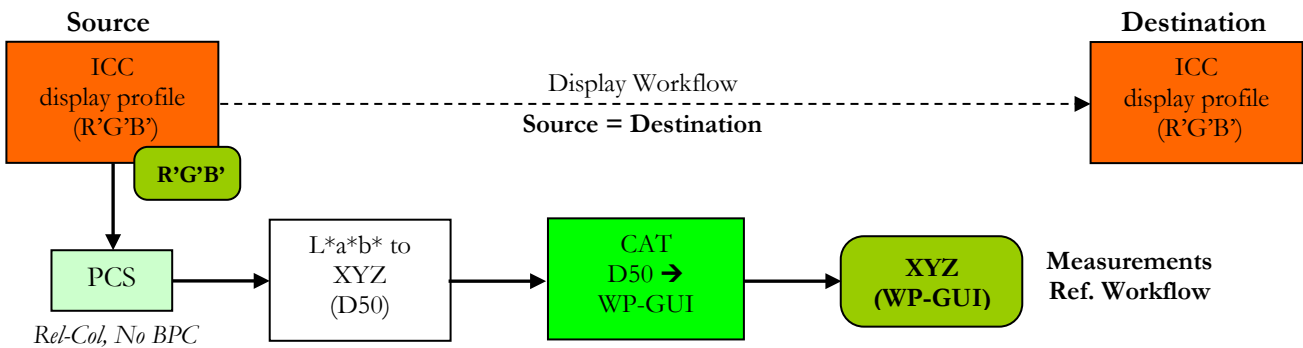 Source
Destination
ICC
display profile
(R'G'B')
Display Workflow
Source = Destination
ICC
display profile
(R'G'B')
R'G'B'
PCS
Rel-Col, No BPC
L*a*b* to
XYZ
(D50)
CAT
D50 ➔
WP-GUI
XYZ
(WP-GUI)
Measurements
Ref. Workflow